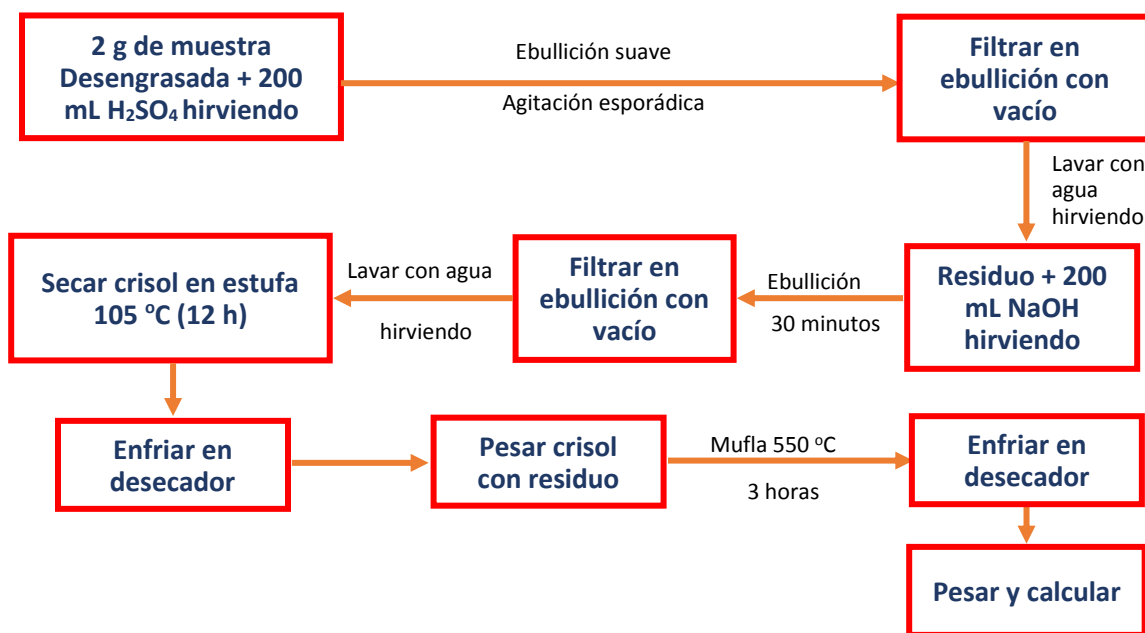 2 g de muestra
Desengrasada + 200
mL H₂SO₄ hirviendo
Ebullición suave
Agitación esporádica
Filtrar en
ebullición con
vacío
Lavar con
agua
hirviendo
Residuo + 200
mL NaOH
hirviendo
Ebullición
30 minutos
Filtrar en
ebullición con
vacío
Lavar con agua
hirviendo
Secar crisol en estufa
105 ºC (12 h)
Enfriar en
desecador
Pesar crisol
con residuo
Mufla 550 ºC
3 horas
Enfriar en
desecador
Pesar y calcular